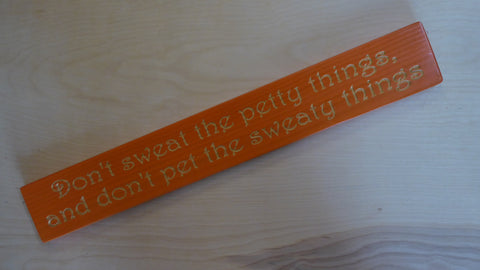 Don't sweat the petty things,
and don't pet the sweaty things